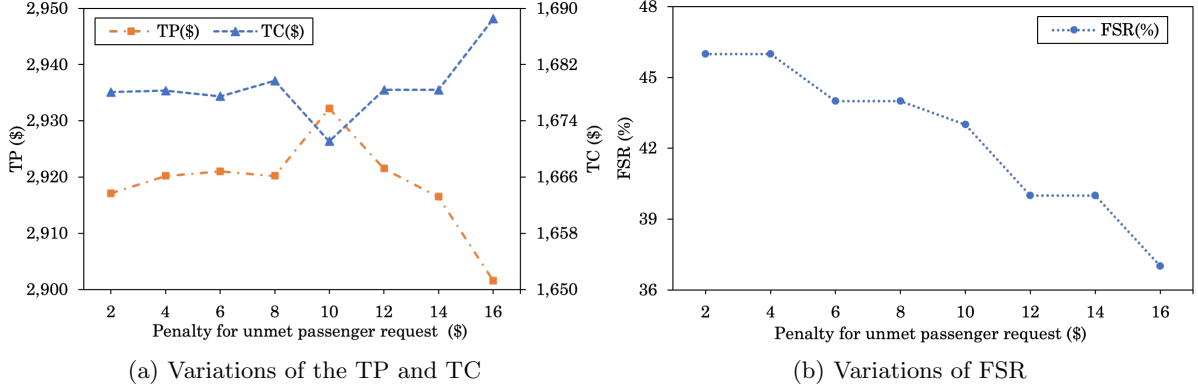 TP($) TC($)
2,950
2,940
2,930
2,920
2,910
2,900
TP ($)
1,690
1,682
1,674
1,666
1,658
1,650
TC ($)
2 4 6 8 10 12 14 16
Penalty for unmet passenger request ($)
(a) Variations of the TP and TC
FSR(%)
48
45
42
39
36
FSR (%)
2 4 6 8 10 12 14 16
Penalty for unmet passenger request ($)
(b) Variations of FSR